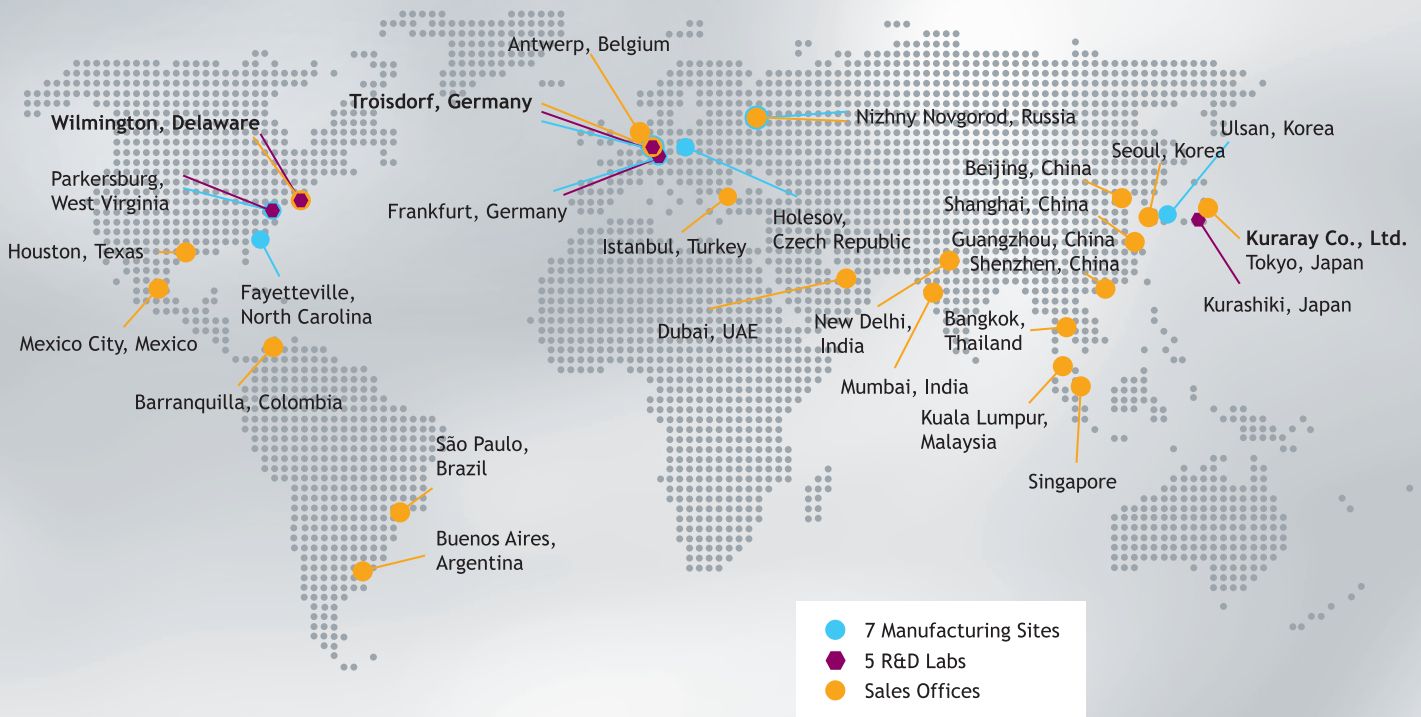 Antwerp, Belgium
Troisdorf, Germany
Wilmington, Delaware
Nizhny Novgorod, Russia
Ulsan, Korea
Seoul, Korea
Beijing, China
Parkersburg,
West Virginia
Shanghai, China
Frankfurt, Germany
Holesov,
Czech Republic
Istanbul, Turkey
Guangzhou, China
Shenzhen, China
Kuraray Co., Ltd.
Tokyo, Japan
Houston, Texas
Fayetteville,
North Carolina
Kurashiki, Japan
Mexico City, Mexico
Dubai, UAE
New Delhi,
India
Bangkok,
Thailand
Mumbai, India
Barranquilla, Colombia
Kuala Lumpur,
Malaysia
São Paulo,
Brazil
Singapore
Buenos Aires,
Argentina
7 Manufacturing Sites
5 R&D Labs
Sales Offices